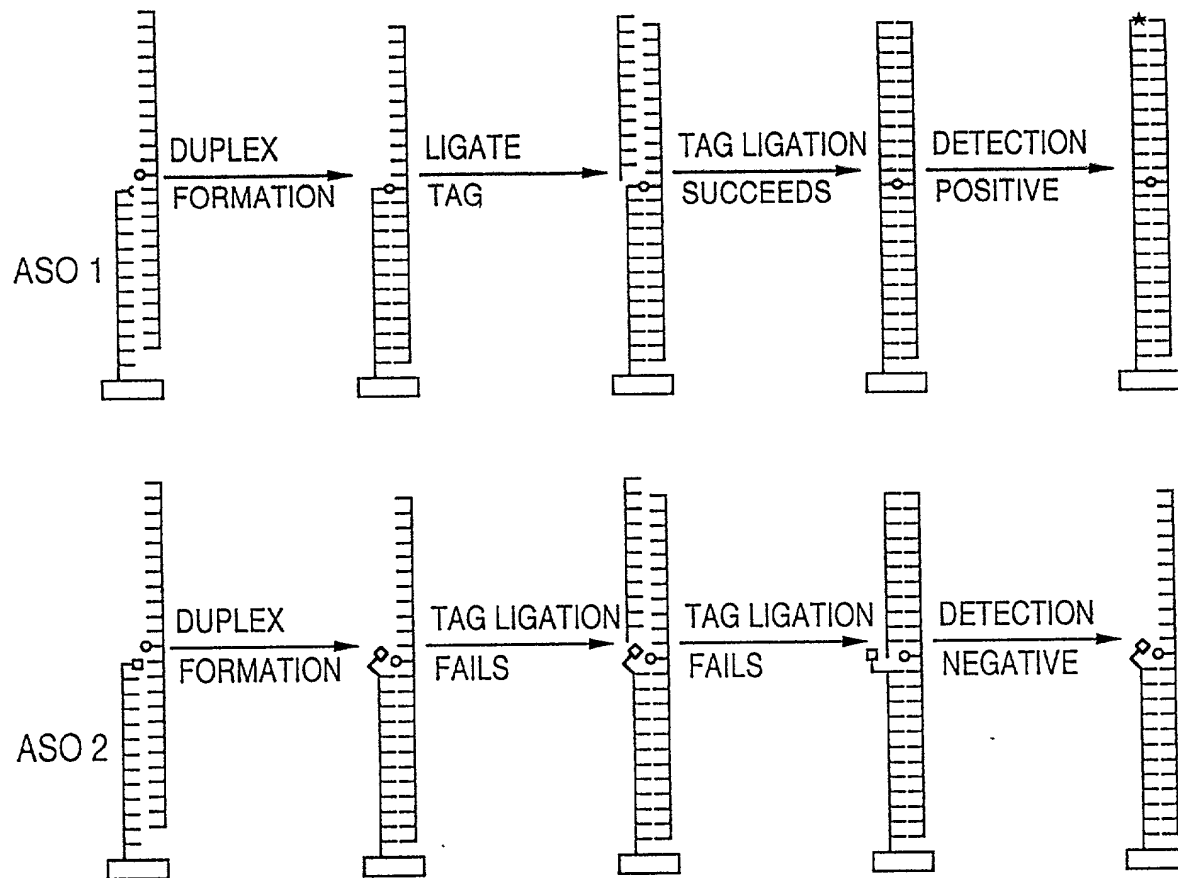 DUPLEX
FORMATION
LIGATE
TAG
TAG LIGATION
SUCCEEDS
DETECTION
POSITIVE
ASO 1
DUPLEX
FORMATION
TAG LIGATION
FAILS
TAG LIGATION
FAILS
DETECTION
NEGATIVE
ASO 2